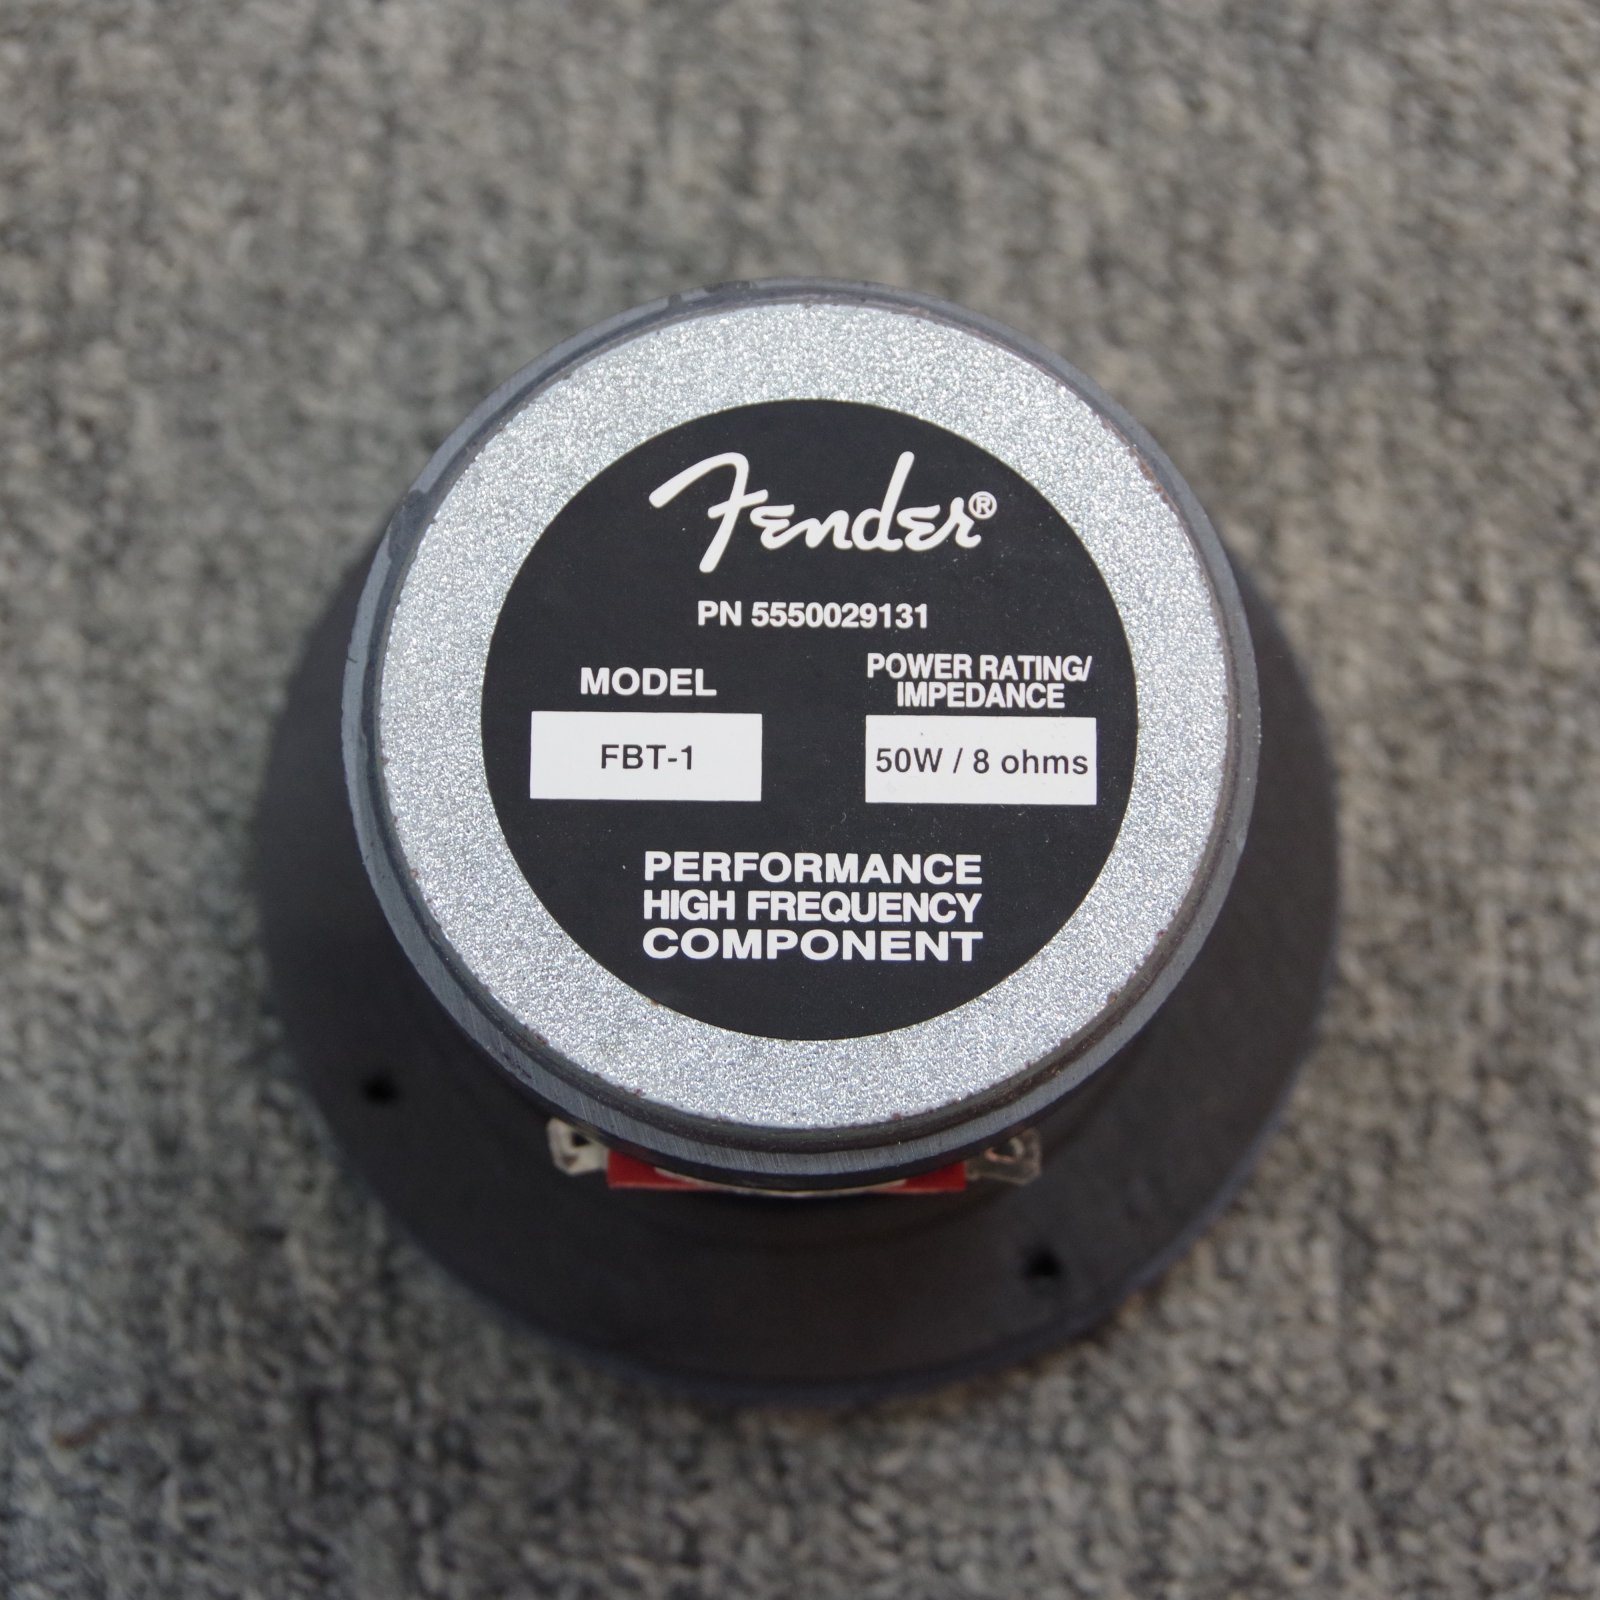 Fender®
PN 5550029131
MODEL
FBT-1
POWER RATING/
IMPEDANCE
50W / 8 ohms
PERFORMANCE
HIGH FREQUENCY
COMPONENT